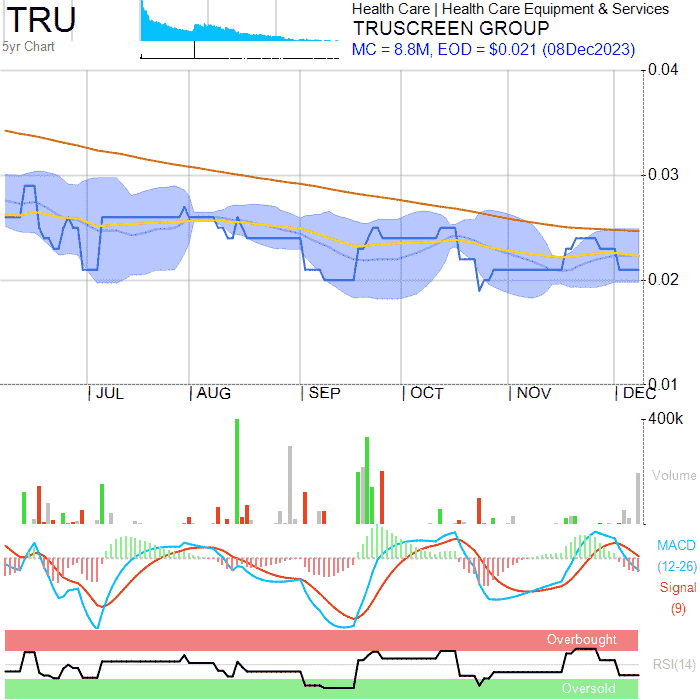 TRU
5yr Chart
Health Care | Health Care Equipment & Services
TRUSCREEN GROUP
MC = 8.8M, EOD = $0.021 (08Dec2023)
0.04
0.03
0.02
0.01
JUL AUG SEP OCT NOV DEC
400k
Volume
MACD
(12-26)
Signal
(9)
Overbought
RSI(14)
Oversold